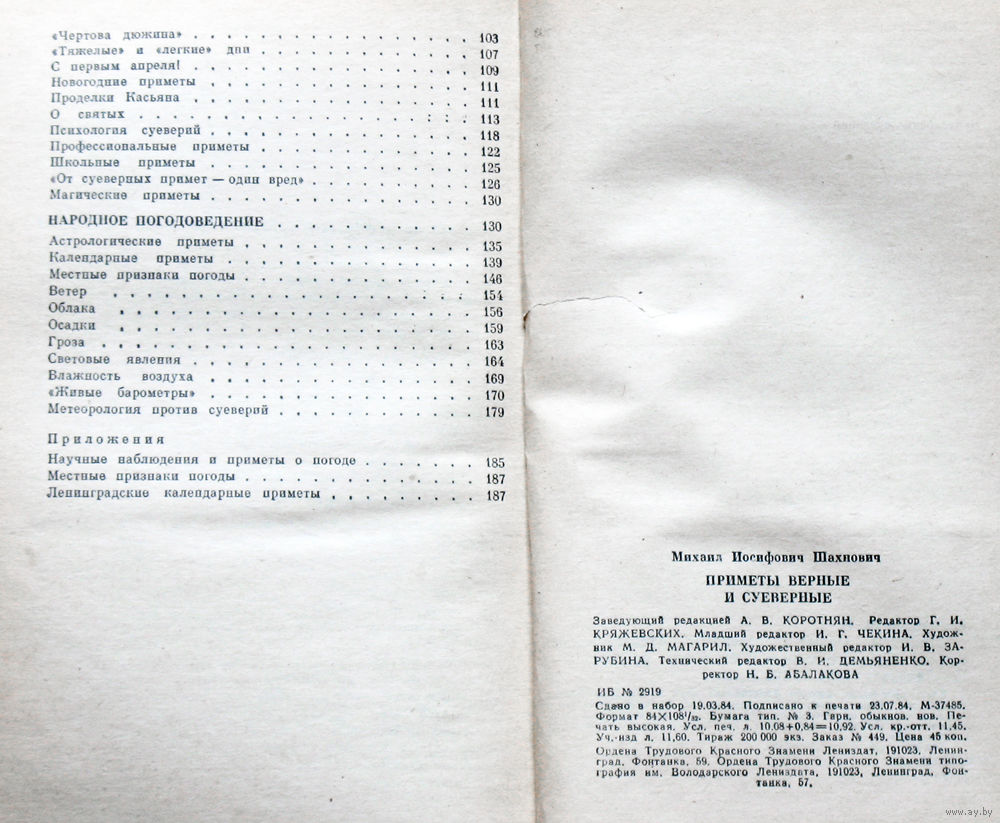 «Чертова дюжина» . . . . . . . . . . . . . . . 103
«Тяжелые» и «легкие» дни . . . . . . . . . . . . 107
С первым апреля! . . . . . . . . . . . . . . . 109
Новогодние приметы . . . . . . . . . . . . . . 111
Проделки Касьяна . . . . . . . . . . . . . . . 111
О святых . . . . . . . . . . . . . . . . . . 113
Психология суеверий . . . . . . . . . . . . . . 118
Профессиональные приметы . . . . . . . . . . . . 122
Школьные приметы . . . . . . . . . . . . . . . 125
«От суеверных примет — один вред» . . . . . . . . . 126
Магические приметы . . . . . . . . . . . . . . 130
НАРОДНОЕ ПОГОДОВЕДЕНИЕ . . . . . . . . . . . 130
Астрологические приметы . . . . . . . . . . . . . 135
Календарные приметы . . . . . . . . . . . . . . 139
Местные признаки погоды . . . . . . . . . . . . . 146
Ветер . . . . . . . . . . . . . . . . . . . 154
Облака . . . . . . . . . . . . . . . . . . . 156
Осадки . . . . . . . . . . . . . . . . . . . 159
Гроза . . . . . . . . . . . . . . . . . . . . 163
Световые явления . . . . . . . . . . . . . . . 164
Влажность воздуха . . . . . . . . . . . . . . . 169
«Живые барометры» . . . . . . . . . . . . . . . 170
Метеорология против суеверий . . . . . . . . . . . 179
Приложения
Научные наблюдения и приметы о погоде . . . . . . 185
Местные признаки погоды . . . . . . . . . . . . . 187
Ленинградские календарные приметы . . . . . . . . 187
Михаил Иосифович Шахнович
ПРИМЕТЫ ВЕРНЫЕ
И СУЕВЕРНЫЕ
Заведующий редакцией А. В. КОРОТНЯН. Редактор Г. И.
КРЯЖЕВСКИХ. Младший редактор И. Г. ЧЕКИНА. Худож-
ник М. Д. МАГАРИЛ. Художественный редактор И. В. ЗА-
РУБИНА. Технический редактор В. И. ДЕМЬЯНЕНКО. Кор-
ректор Н. Б. АБАЛАКОВА
ИБ № 2919
Сдано в набор 19.03.84. Подписано к печати 23.07.84. М-37485.
Формат 84×108¹/₃₂. Бумага тип. № 3. Гарн. обыкнов. нов. Пе-
чать высокая. Усл. печ. л. 10.08+0,84=10,92. Усл. кр.-отт. 11,45.
Уч.-изд л. 11,60. Тираж 200 000 экз. Заказ № 449. Цена 45 коп.
Ордена Трудового Красного Знамени Лениздат, 191023, Ленин-
град, Фонтанка, 59. Ордена Трудового Красного Знамени типо-
графия им. Володарского Лениздата, 191023, Ленинград, Фон-
танка, 57.
www.ay.by